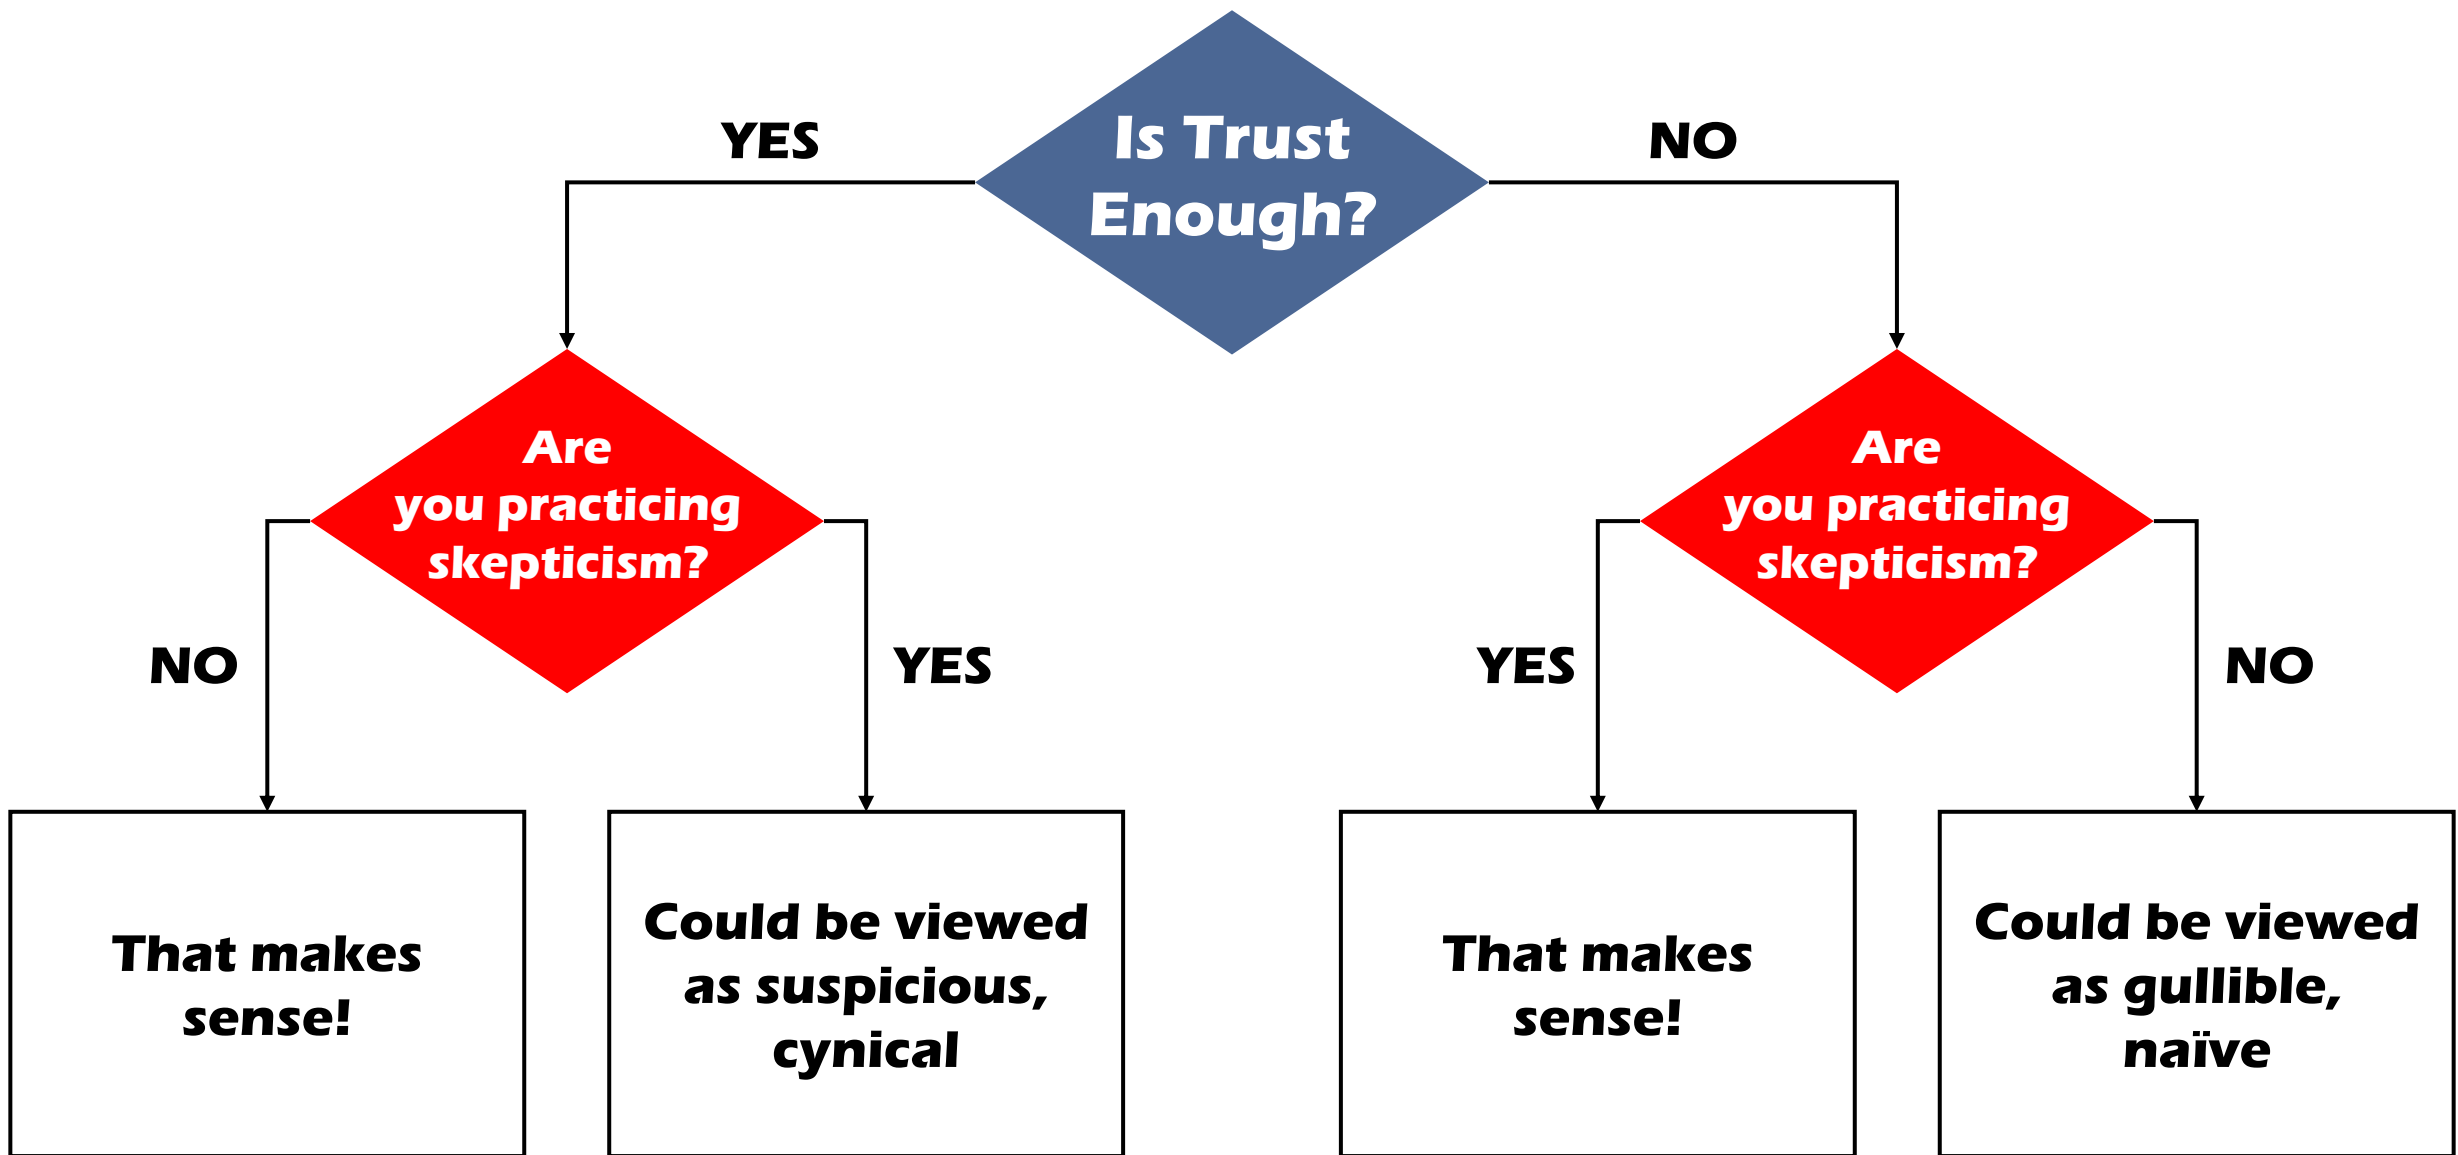 YES
Is Trust
Enough?
NO
Are
you practicing
skepticism?
Are
you practicing
skepticism?
NO
YES
YES
NO
That makes
sense!
Could be viewed
as suspicious,
cynical
That makes
sense!
Could be viewed
as gullible,
naïve